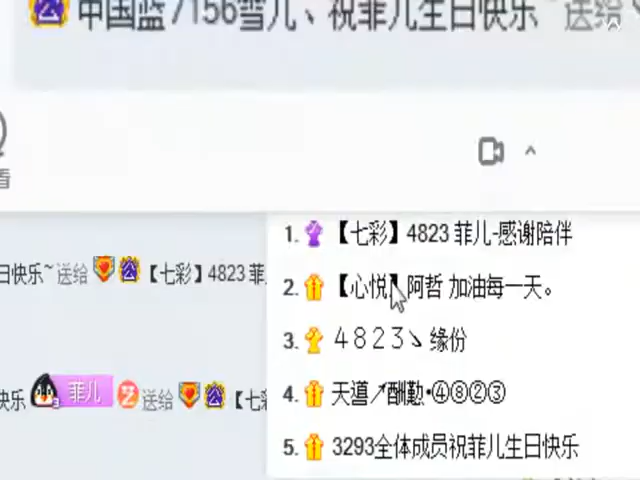 中国蓝／7156雪儿丶祝菲儿生日快乐~送给
看
1.【七彩】4823 菲儿-感谢陪伴
日快乐~送给【七彩】4823 菲
2.【心悦】阿哲 加油每一天。
3. 4823↘缘份
4. 天道↗酬勤•④⑧②③
快乐 菲儿 艺 送给【七
5. 3293全体成员祝菲儿生日快乐